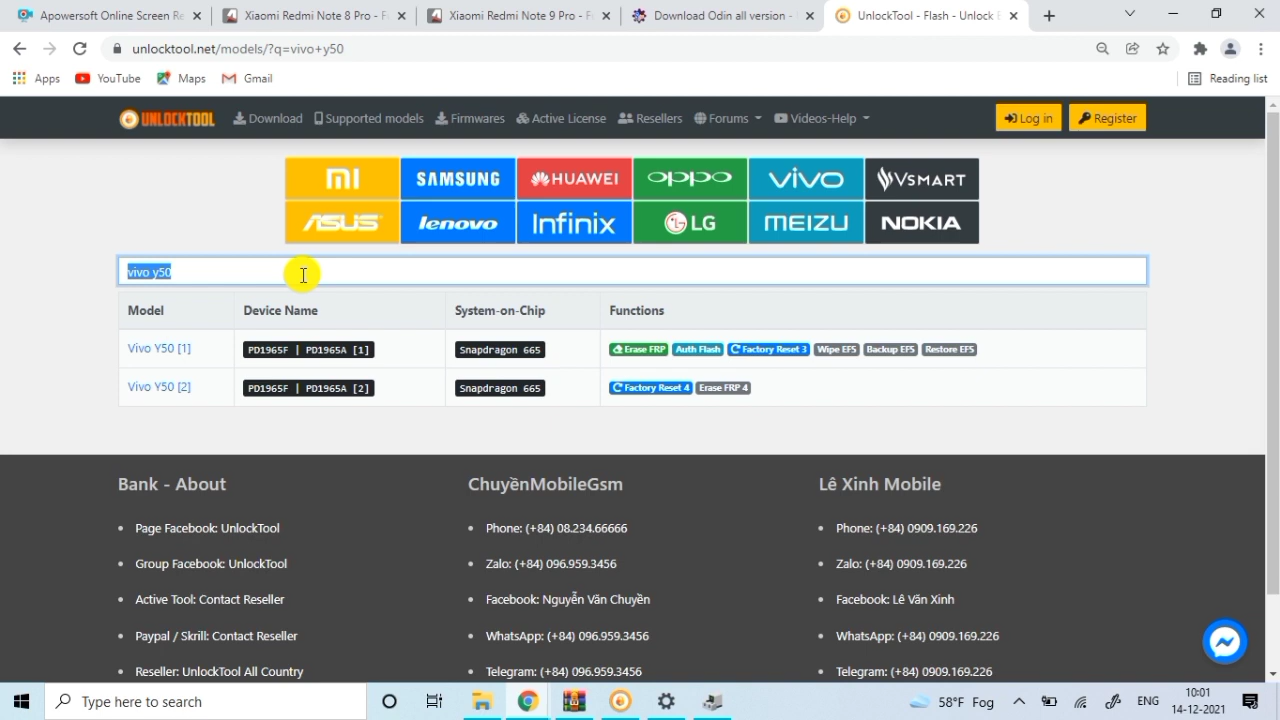 Apowersoft Online Screen Re
Xiaomi Redmi Note 8 Pro - F
Xiaomi Redmi Note 9 Pro - F
Download Odin all version -
UnlockTool - Flash - Unlock &
unlocktool.net/models/?q=vivo+y50
Apps
YouTube
Maps
Gmail
Reading list
UNLOCKTOOL
Download
Supported models
Firmwares
Active License
Resellers
Forums
Videos-Help
Log in
Register
MI
SAMSUNG
HUAWEI
oppo
vivo
VSMART
ASUS
lenovo
Infinix
LG
MEIZU
NOKIA
vivo y50
Model Device Name System-on-Chip Functions
Vivo Y50 [1] PD1965F | PD1965A [1] Snapdragon 665 Erase FRP Auth Flash Factory Reset 3 Wipe EFS Backup EFS Restore EFS
Vivo Y50 [2] PD1965F | PD1965A [2] Snapdragon 665 Factory Reset 4 Erase FRP 4
Bank - About
Page Facebook: UnlockTool
Group Facebook: UnlockTool
Active Tool: Contact Reseller
Paypal / Skrill: Contact Reseller
Reseller: UnlockTool All Country
ChuyênMobileGsm
Phone: (+84) 08.234.66666
Zalo: (+84) 096.959.3456
Facebook: Nguyễn Văn Chuyền
WhatsApp: (+84) 096.959.3456
Telegram: (+84) 096.959.3456
Lê Xinh Mobile
Phone: (+84) 0909.169.226
Zalo: (+84) 0909.169.226
Facebook: Lê Văn Xinh
WhatsApp: (+84) 0909.169.226
Telegram: (+84) 0909.169.226
Type here to search
58°F Fog
ENG
10:01
14-12-2021